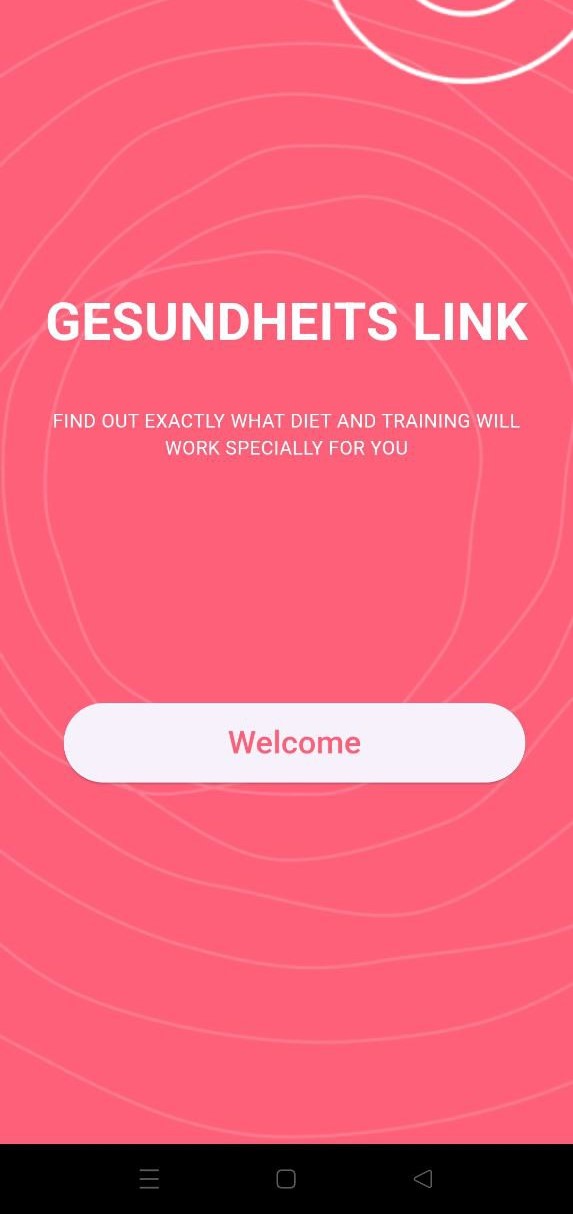 GESUNDHEITS LINK
FIND OUT EXACTLY WHAT DIET AND TRAINING WILL
WORK SPECIALLY FOR YOU
Welcome